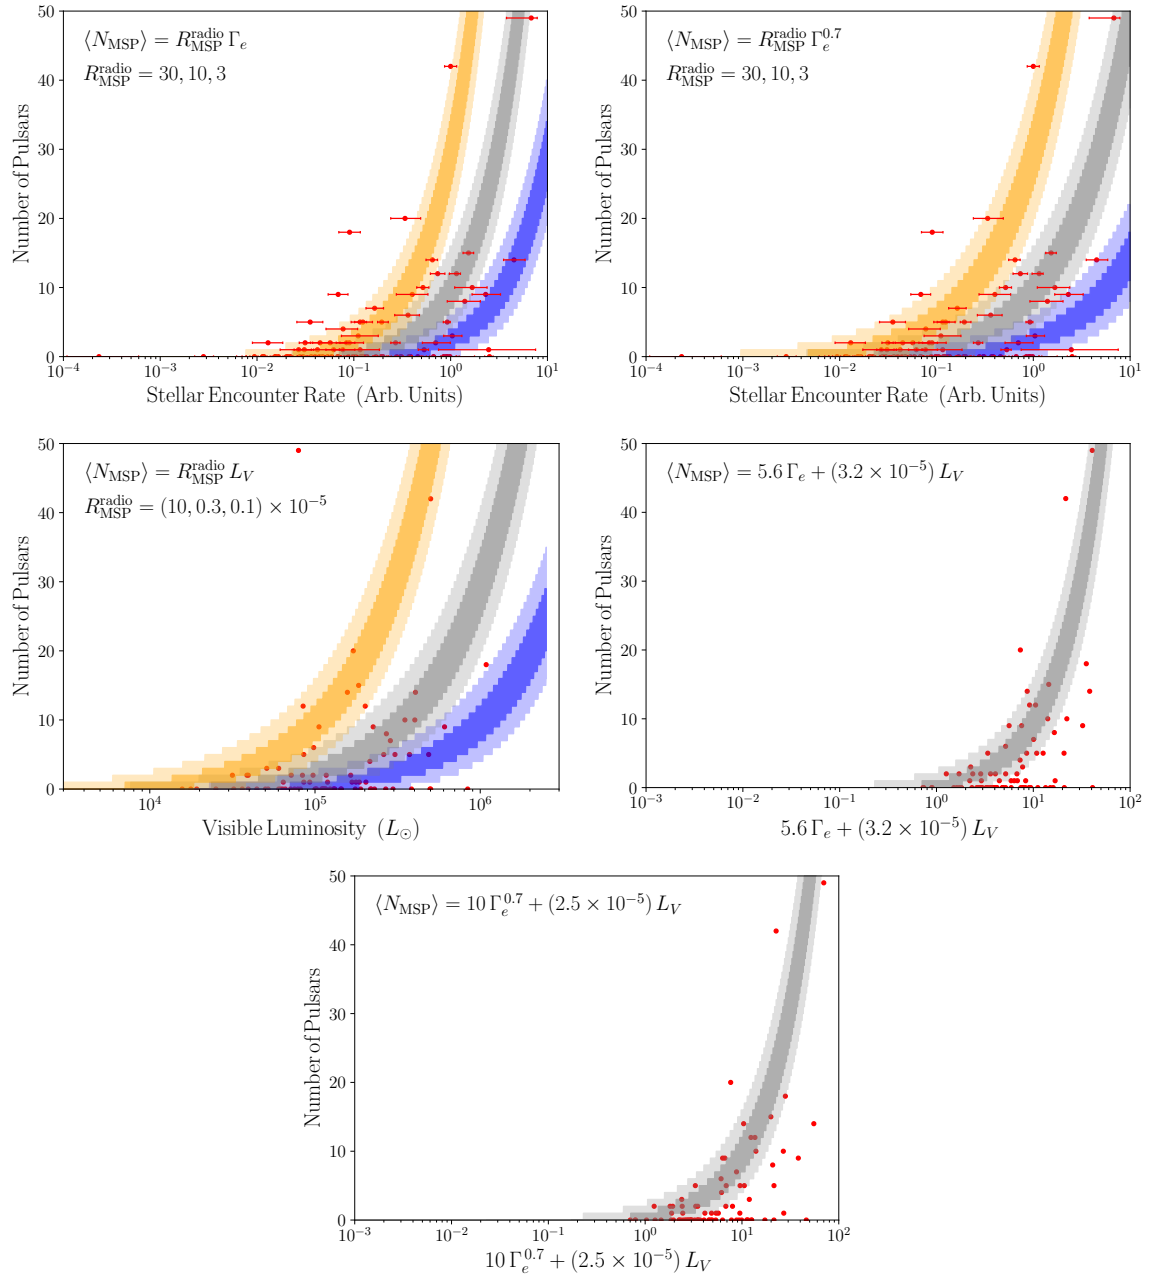 ⟨N_MSP⟩ = R_MSP^radio Γ_e
R_MSP^radio = 30, 10, 3
Number of Pulsars
50
40
30
20
10
0
10^−4 10^−3 10^−2 10^−1 10^0 10^1
Stellar Encounter Rate (Arb. Units)
⟨N_MSP⟩ = R_MSP^radio Γ_e^0.7
R_MSP^radio = 30, 10, 3
Number of Pulsars
50
40
30
20
10
0
10^−4 10^−3 10^−2 10^−1 10^0 10^1
Stellar Encounter Rate (Arb. Units)
⟨N_MSP⟩ = R_MSP^radio L_V
R_MSP^radio = (10, 0.3, 0.1) × 10^−5
Number of Pulsars
50
40
30
20
10
0
10^4 10^5 10^6
Visible Luminosity (L_⊙)
⟨N_MSP⟩ = 5.6 Γ_e + (3.2 × 10^−5) L_V
Number of Pulsars
50
40
30
20
10
0
10^−3 10^−2 10^−1 10^0 10^1 10^2
5.6 Γ_e + (3.2 × 10^−5) L_V
⟨N_MSP⟩ = 10 Γ_e^0.7 + (2.5 × 10^−5) L_V
Number of Pulsars
50
40
30
20
10
0
10^−3 10^−2 10^−1 10^0 10^1 10^2
10 Γ_e^0.7 + (2.5 × 10^−5) L_V